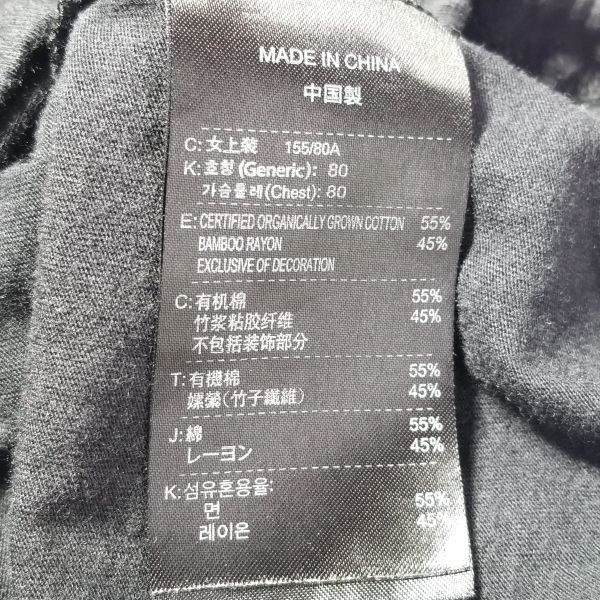 MADE IN CHINA
中国製
C: 女上装 155/80A
K: 호칭 (Generic): 80
가슴둘레(Chest): 80
E: CERTIFIED ORGANICALLY GROWN COTTON 55%
BAMBOO RAYON 45%
EXCLUSIVE OF DECORATION
C: 有机棉 55%
竹浆粘胶纤维 45%
不包括装饰部分
T: 有機棉 55%
嫘縈(竹子纖維) 45%
J: 綿 55%
レーヨン 45%
K: 섬유혼용율:
면 55%
레이온 45%